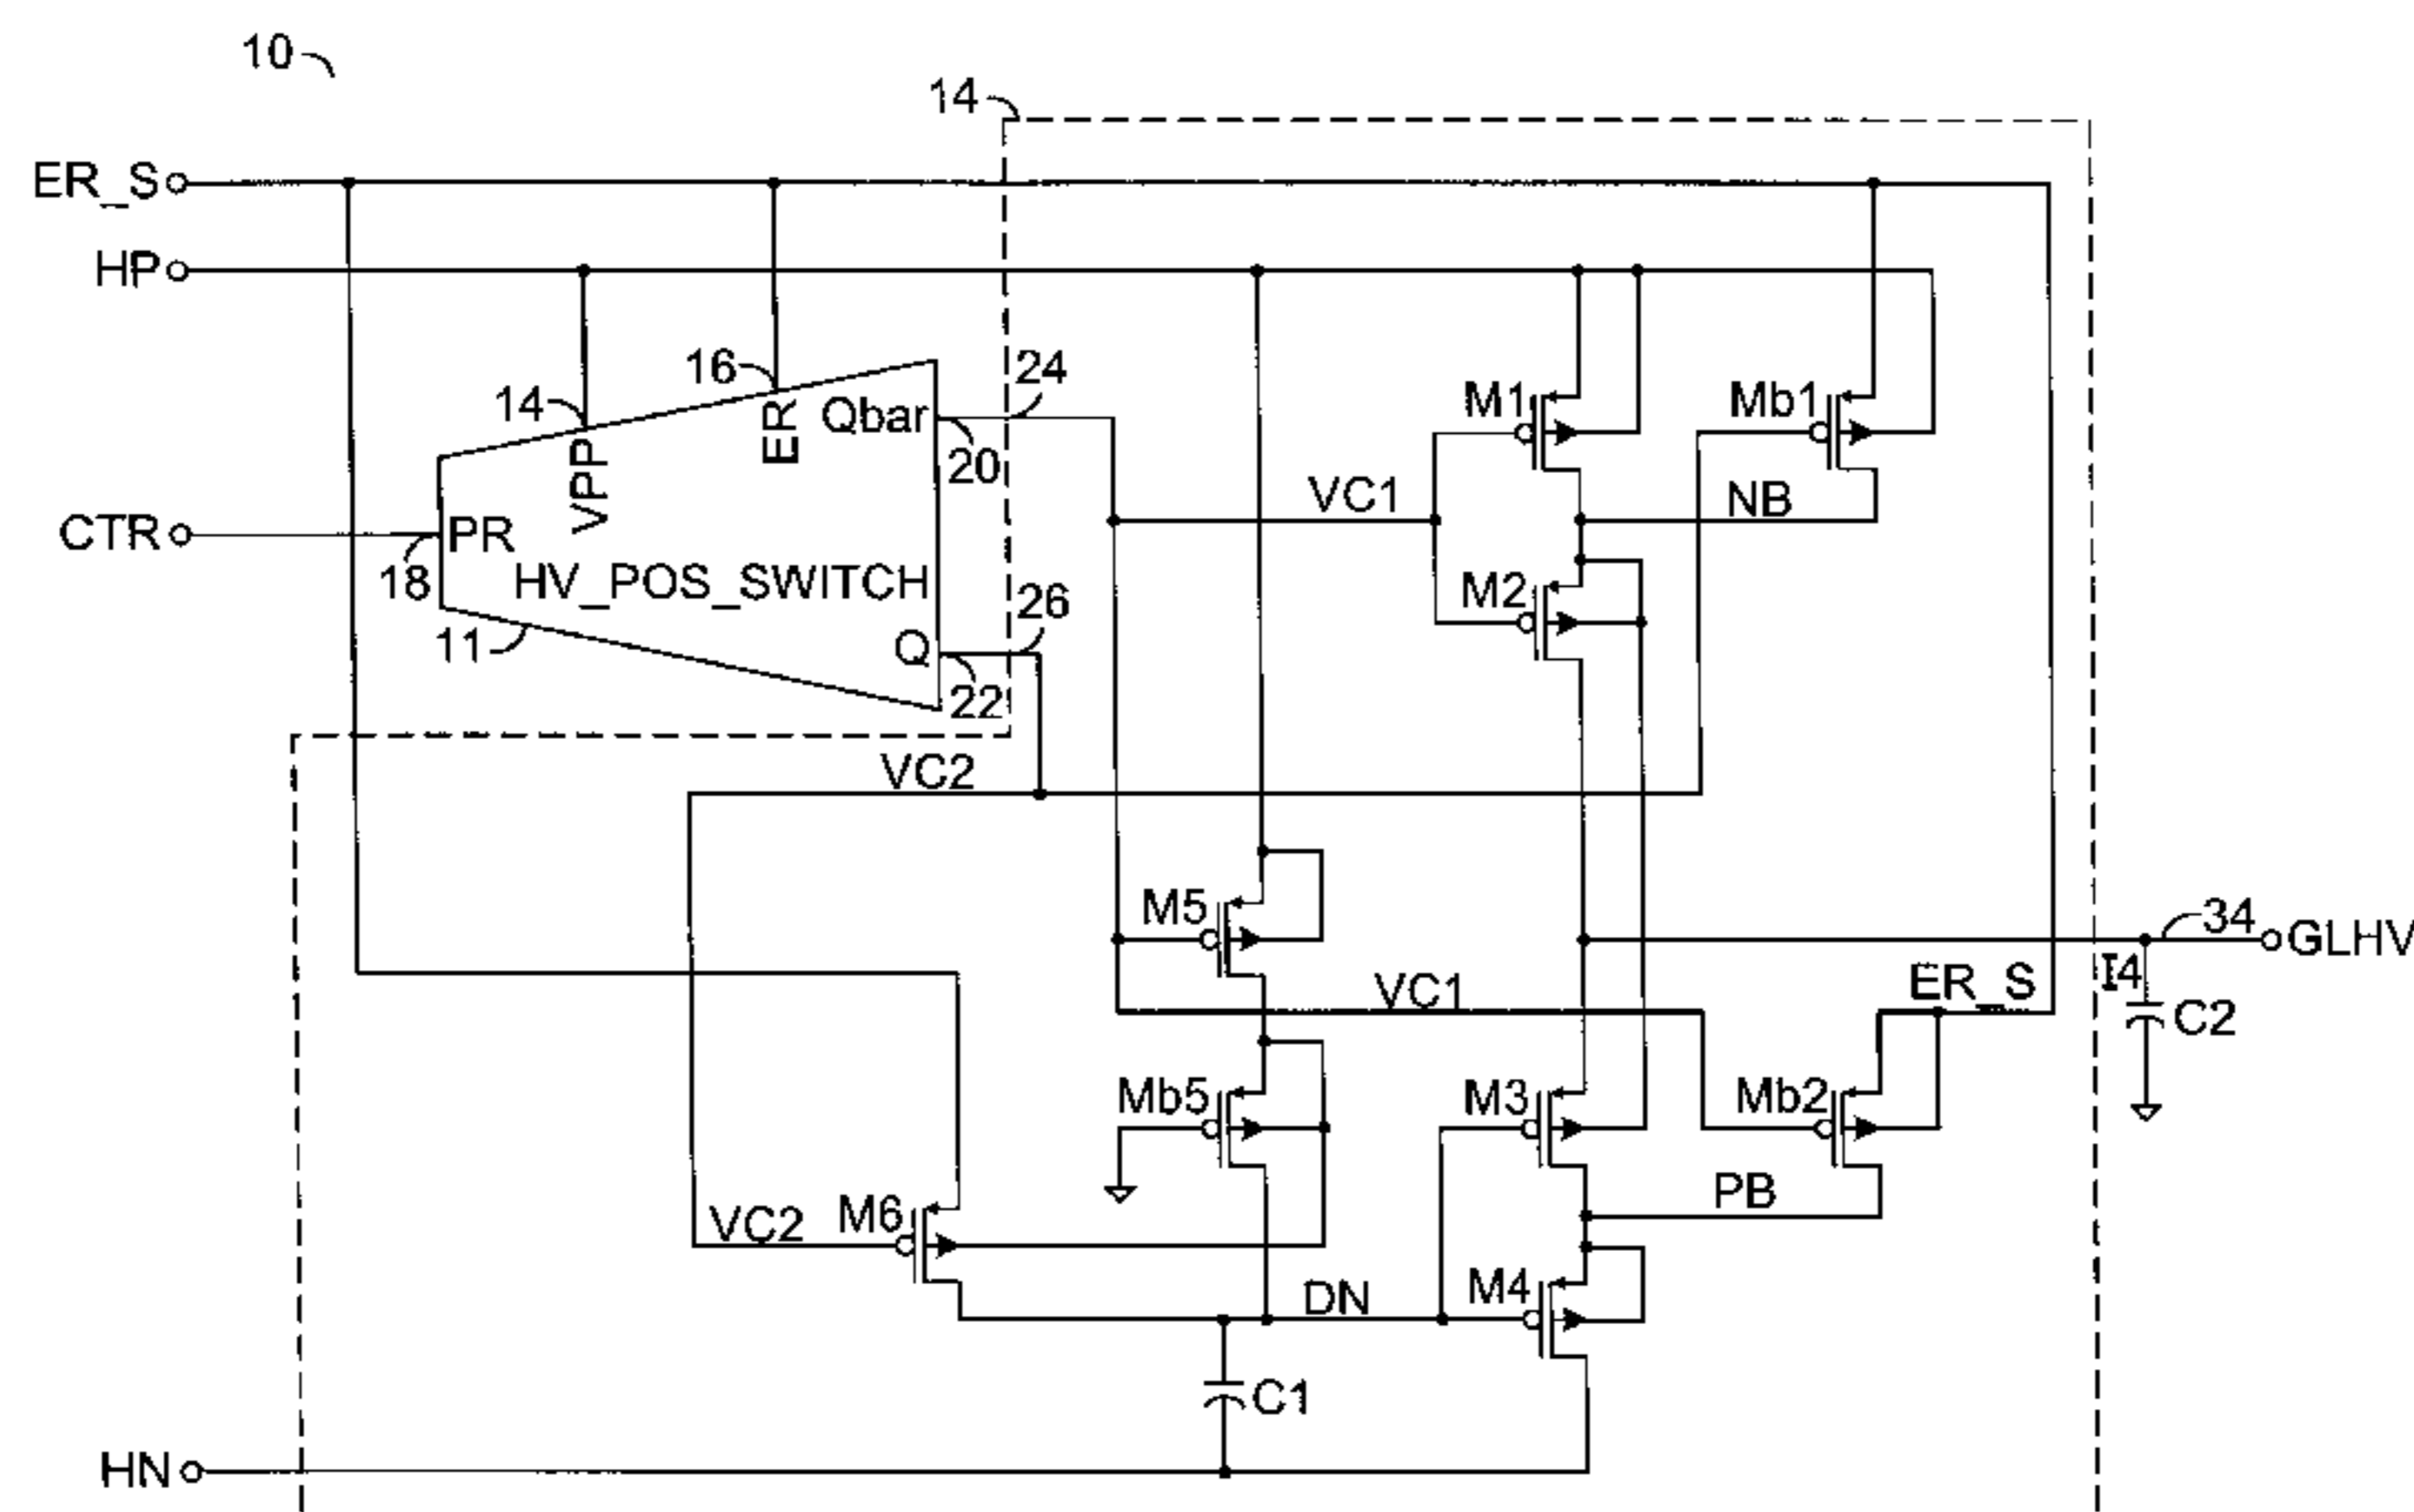 10
14
ER_S
HP
CTR
14
VPP
16
ER
Qbar
24
20
PR
18
HV_POS_SWITCH
11
Q
26
22
M1
Mb1
VC1
NB
M2
VC2
M5
VC1
34
GLHV
I4
ER_S
C2
Mb5
M3
Mb2
PB
VC2
M6
DN
M4
C1
HN